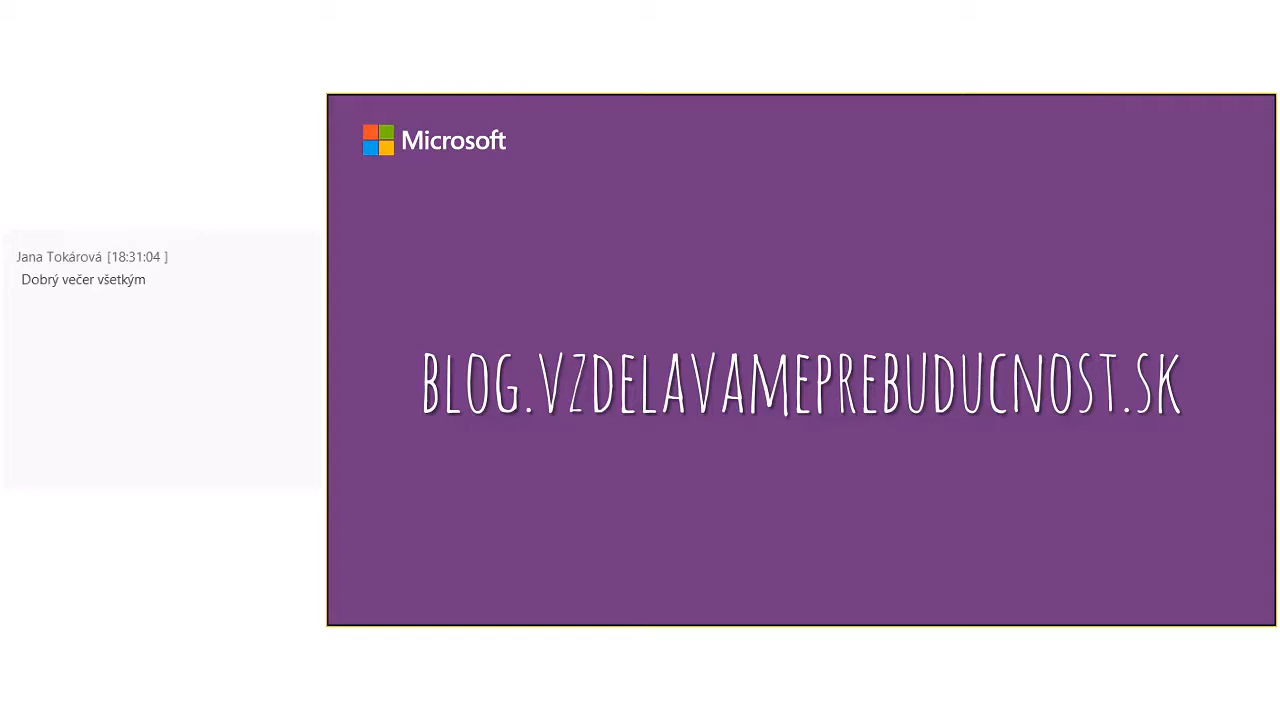 Microsoft
Jana Tokárová [18:31:04 ]
Dobrý večer všetkým
BLOG.VZDELAVAMEPREBUDUCNOST.SK